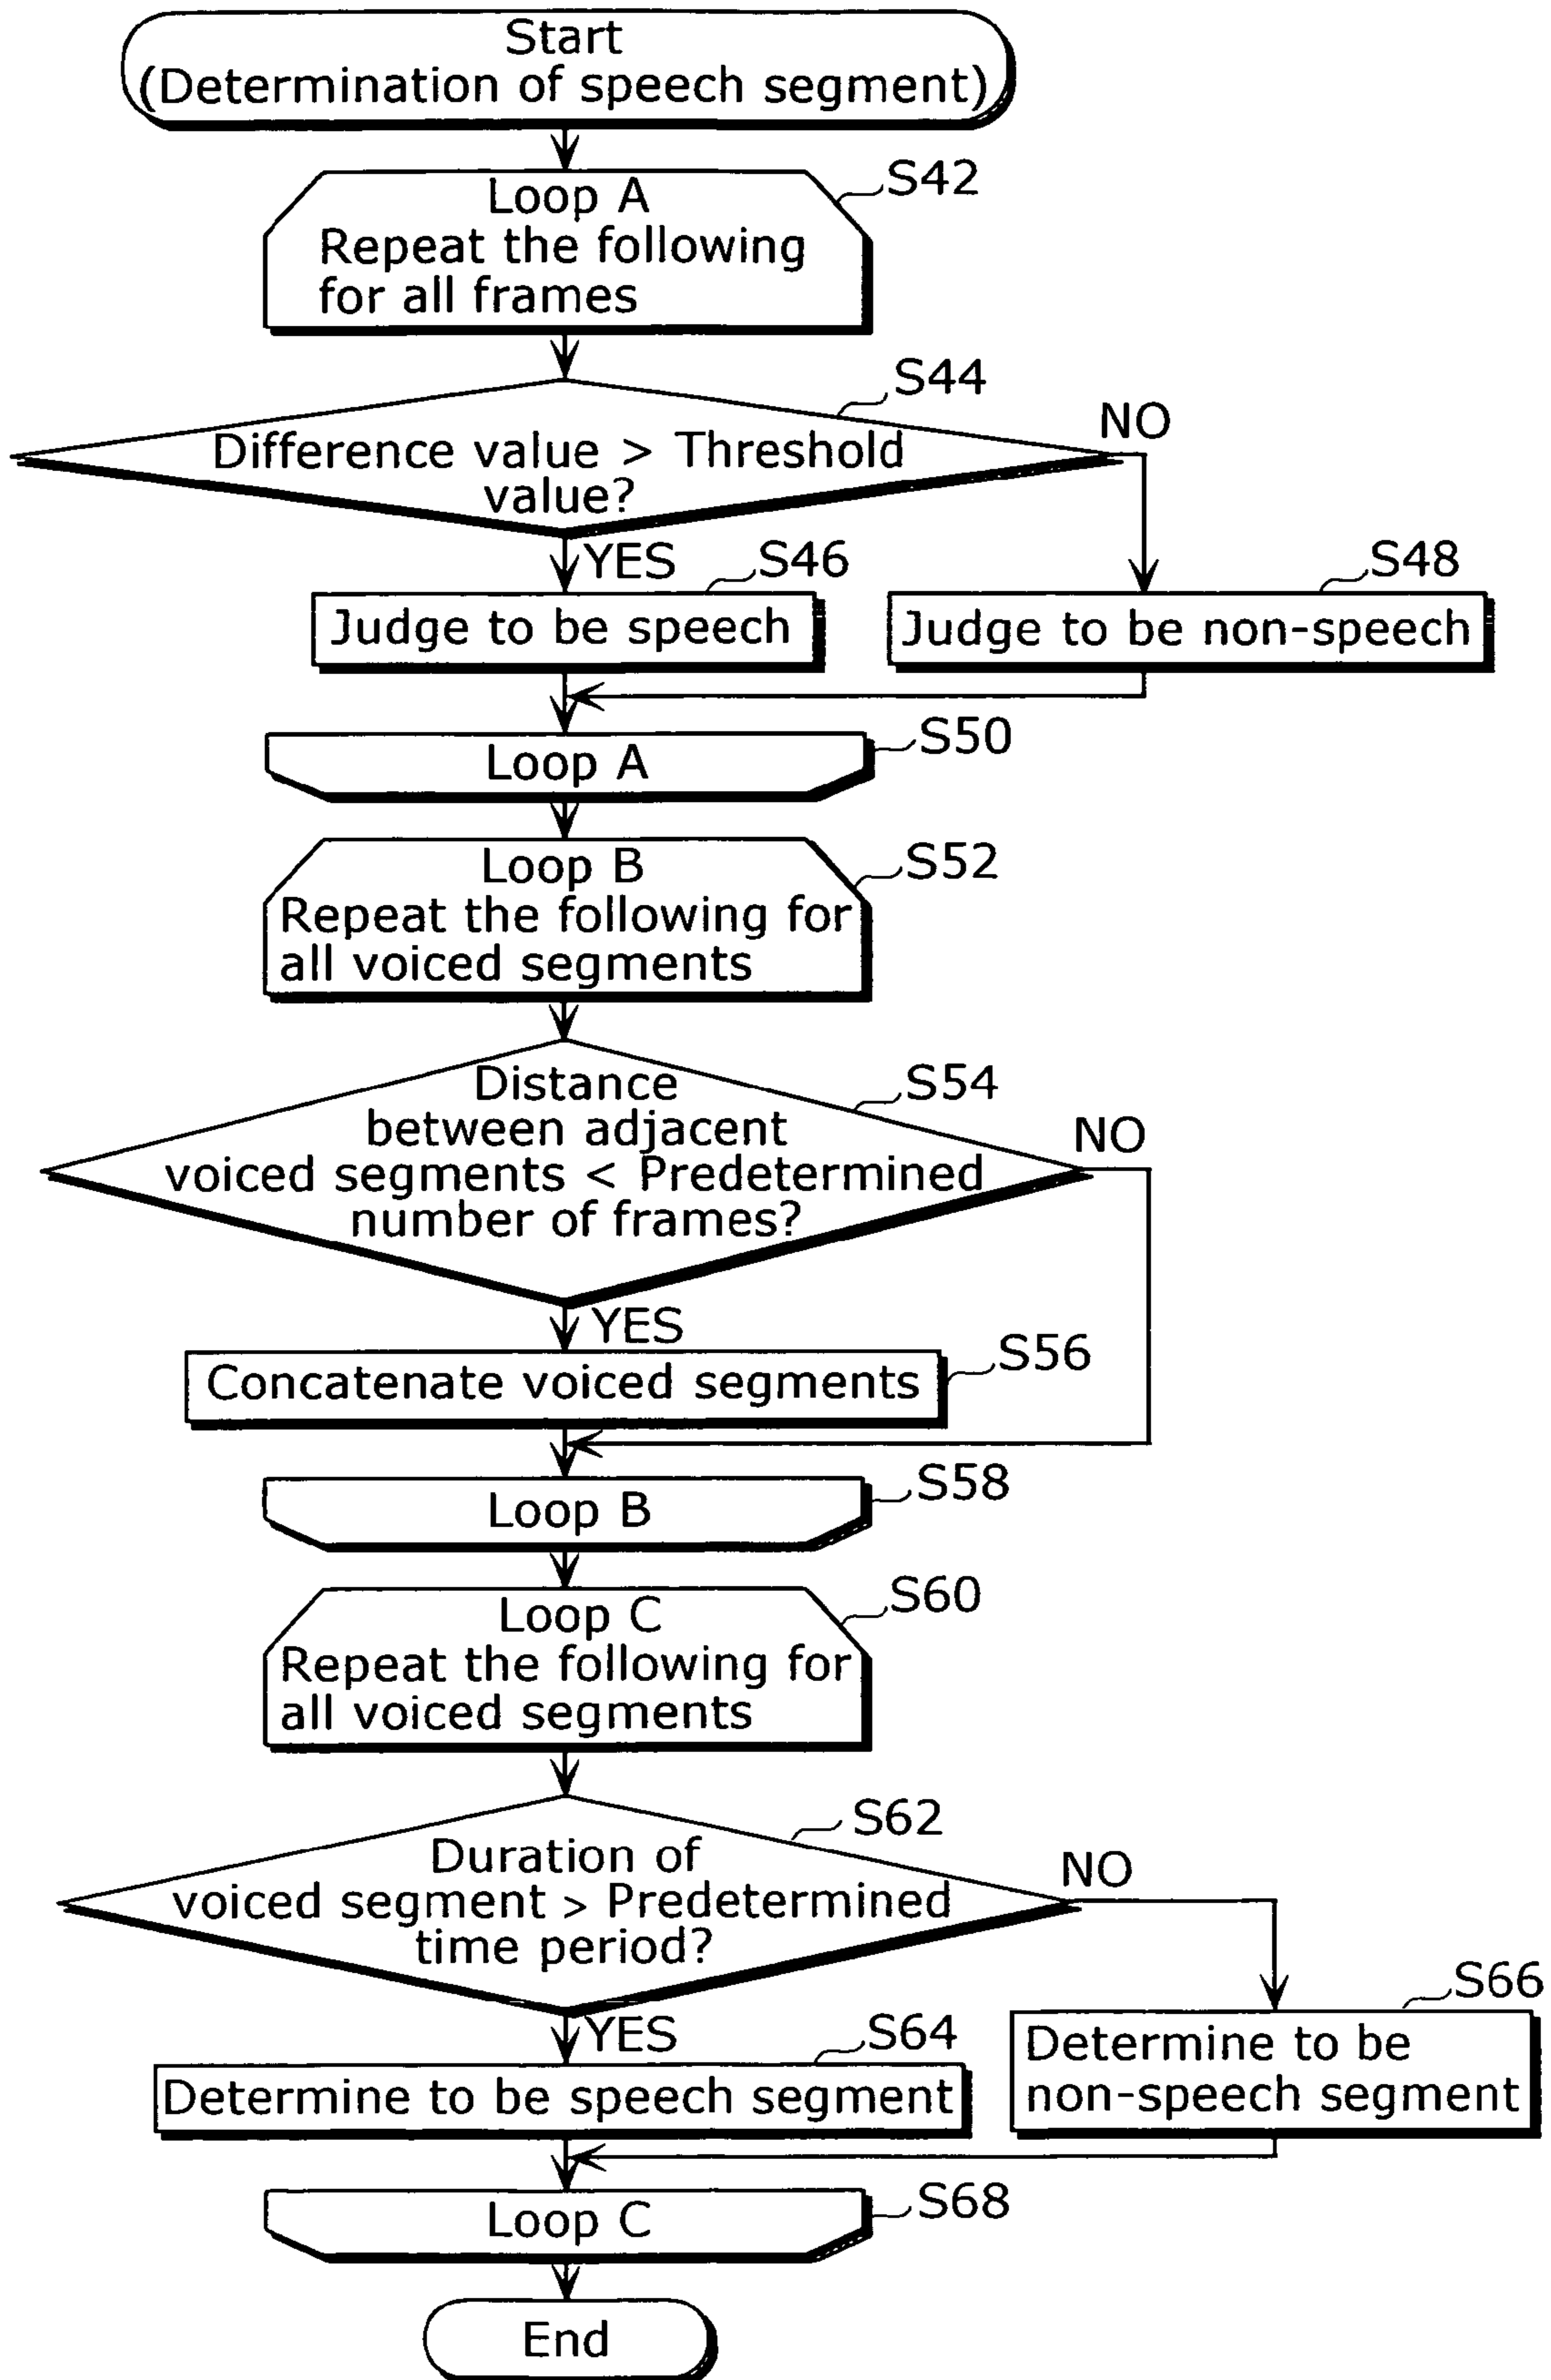 Start
(Determination of speech segment)
S42
Loop A
Repeat the following
for all frames
S44
NO
Difference value > Threshold
value?
YES
S46
S48
Judge to be speech
Judge to be non-speech
S50
Loop A
S52
Loop B
Repeat the following for
all voiced segments
S54
Distance
between adjacent
NO
voiced segments < Predetermined
number of frames?
YES
S56
Concatenate voiced segments
S58
Loop B
S60
Loop C
Repeat the following for
all voiced segments
S62
Duration of
NO
voiced segment > Predetermined
time period?
S66
YES
S64
Determine to be
non-speech segment
Determine to be speech segment
S68
Loop C
End